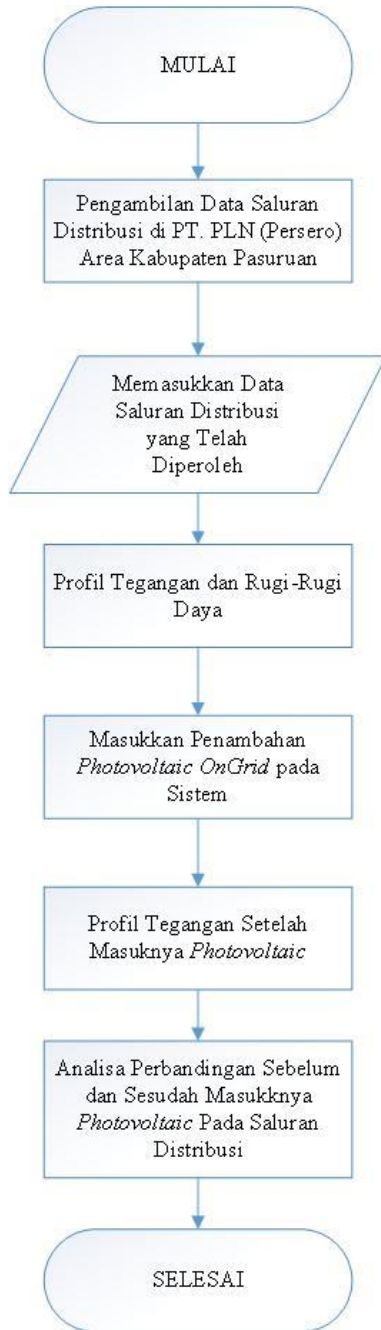 MULAI
Pengambilan Data Saluran
Distribusi di PT. PLN (Persero)
Area Kabupaten Pasuruan
Memasukkan Data
Saluran Distribusi
yang Telah
Diperoleh
Profil Tegangan dan Rugi-Rugi
Daya
Masukkan Penambahan
Photovoltaic OnGrid pada
Sistem
Profil Tegangan Setelah
Masuknya Photovoltaic
Analisa Perbandingan Sebelum
dan Sesudah Masukknya
Photovoltaic Pada Saluran
Distribusi
SELESAI